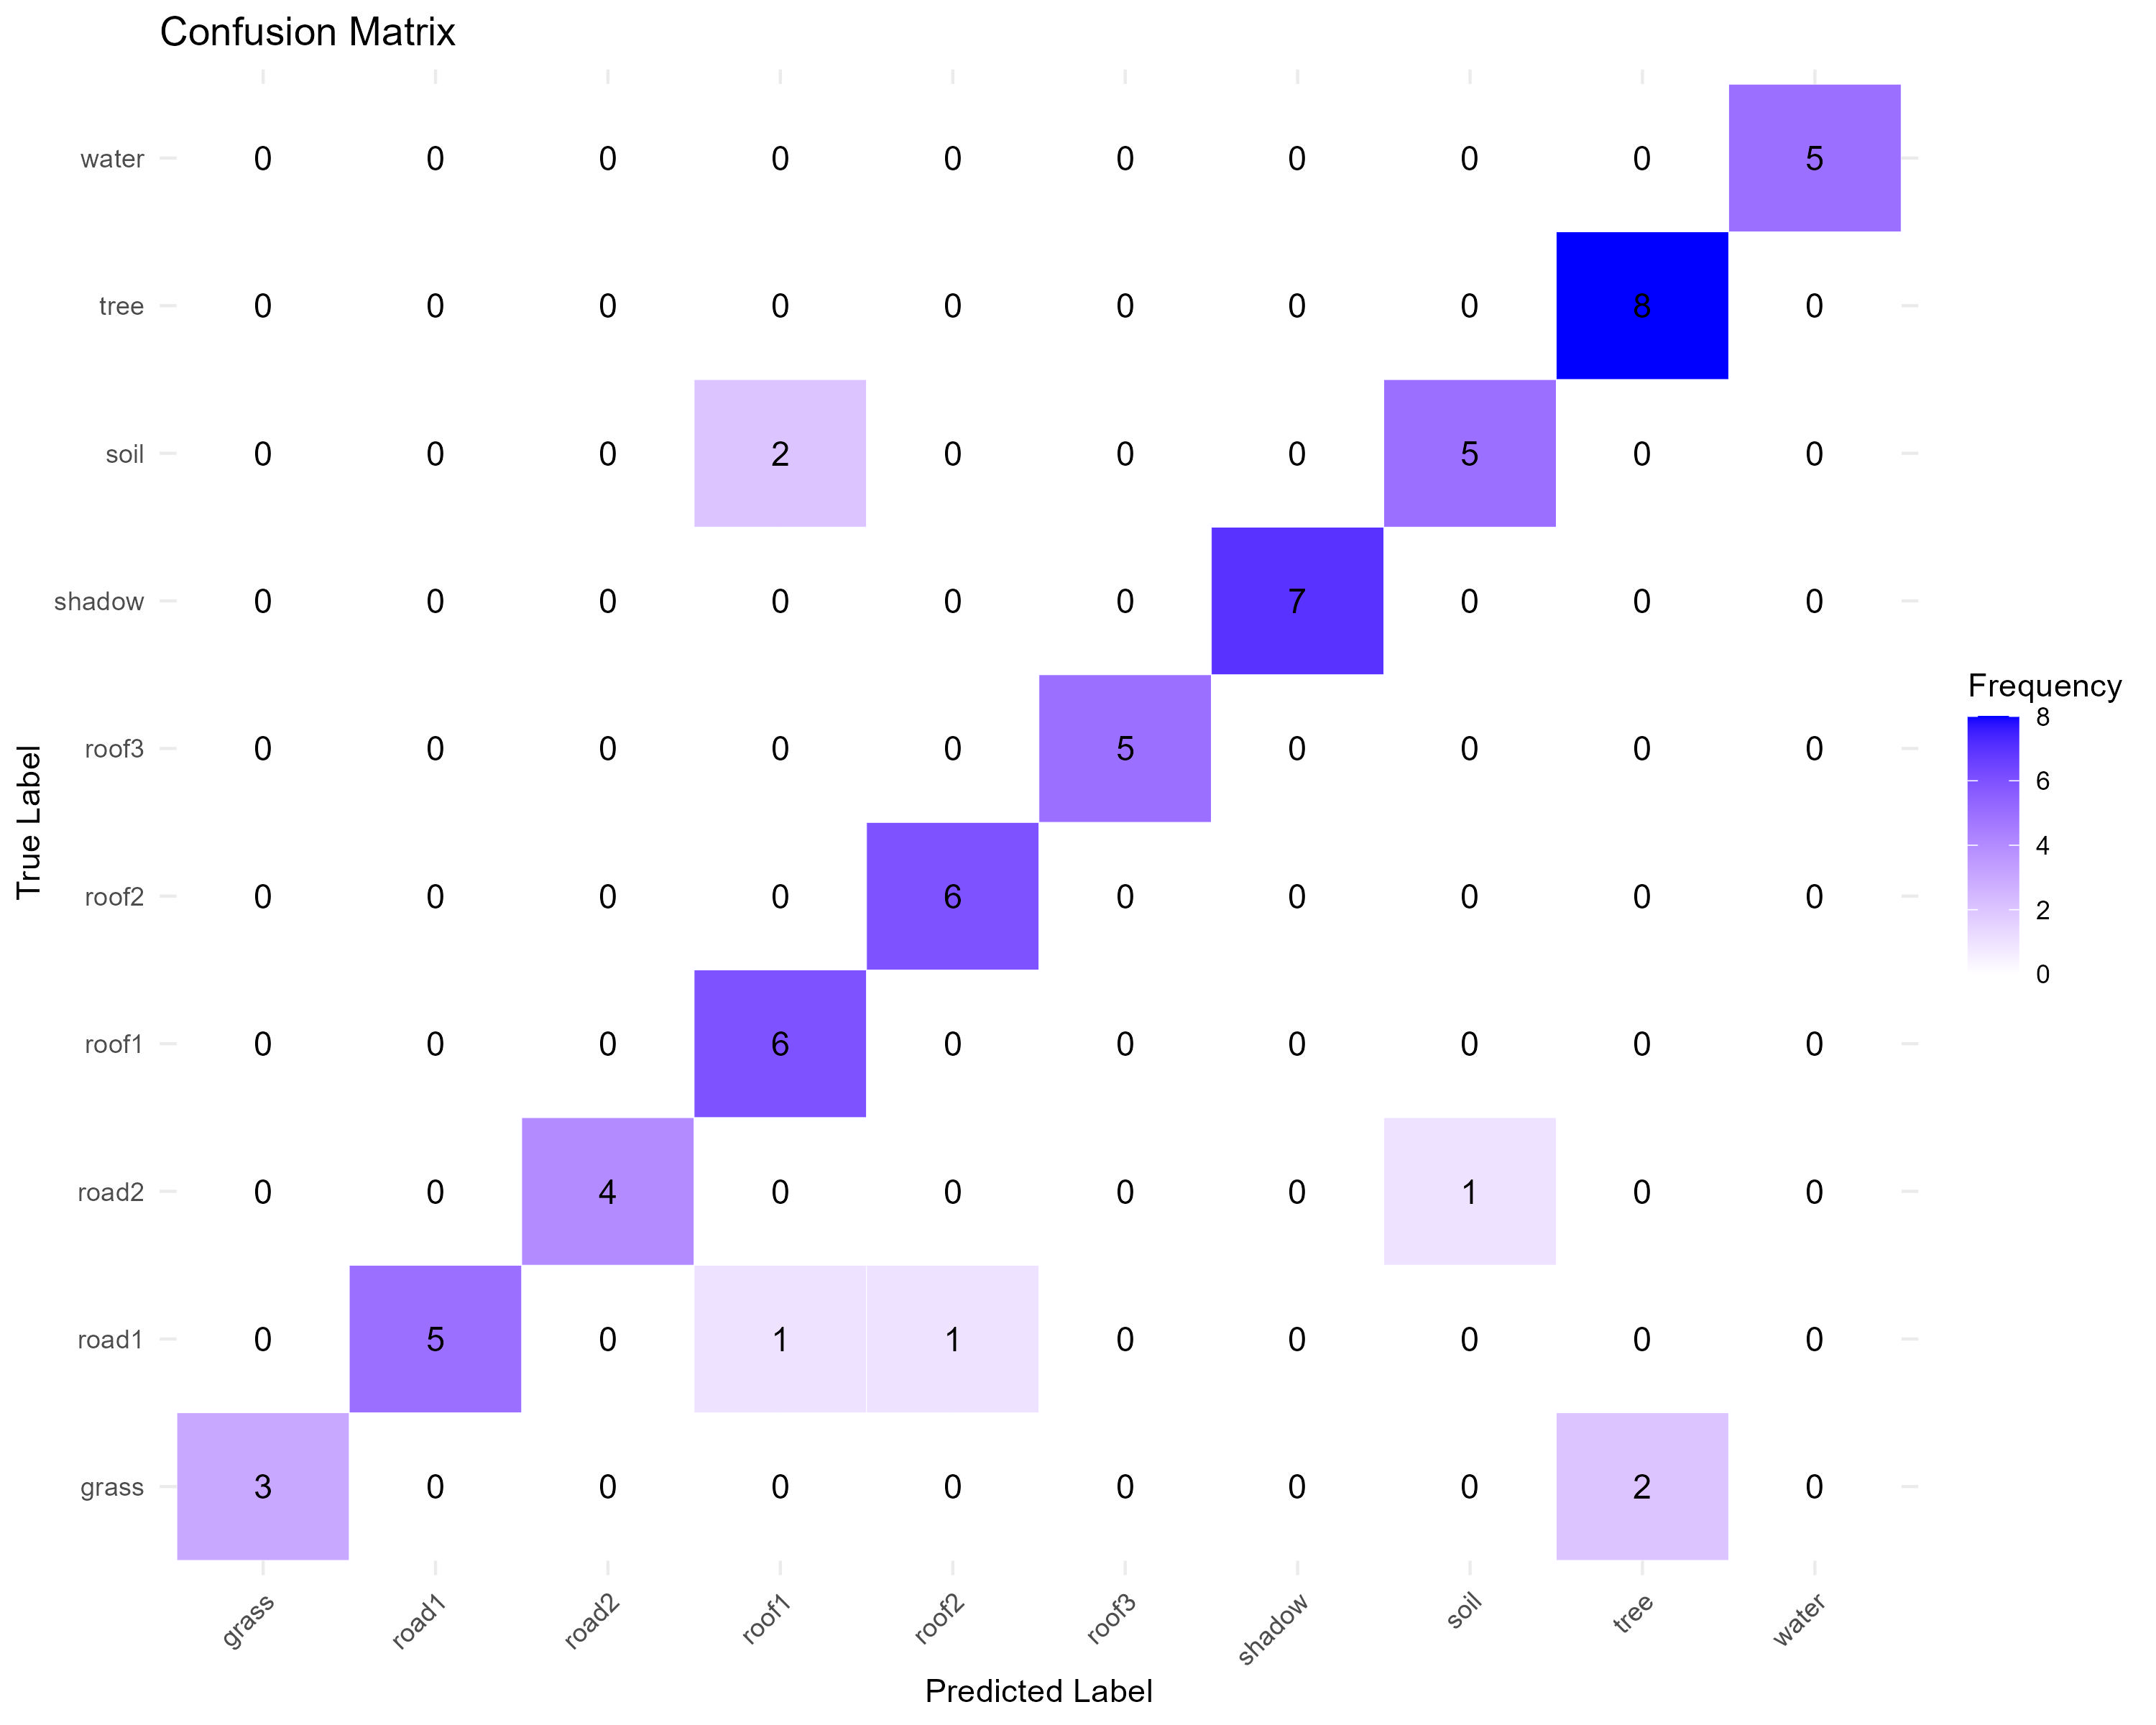 Confusion Matrix
water 0 0 0 0 0 0 0 0 0 5
tree 0 0 0 0 0 0 0 0 8 0
soil 0 0 0 2 0 0 0 5 0 0
shadow 0 0 0 0 0 0 7 0 0 0
roof3 0 0 0 0 0 5 0 0 0 0
roof2 0 0 0 0 6 0 0 0 0 0
roof1 0 0 0 6 0 0 0 0 0 0
road2 0 0 4 0 0 0 0 1 0 0
road1 0 5 0 1 1 0 0 0 0 0
grass 3 0 0 0 0 0 0 0 2 0
grass road1 road2 roof1 roof2 roof3 shadow soil tree water
Predicted Label
True Label
Frequency
8
6
4
2
0